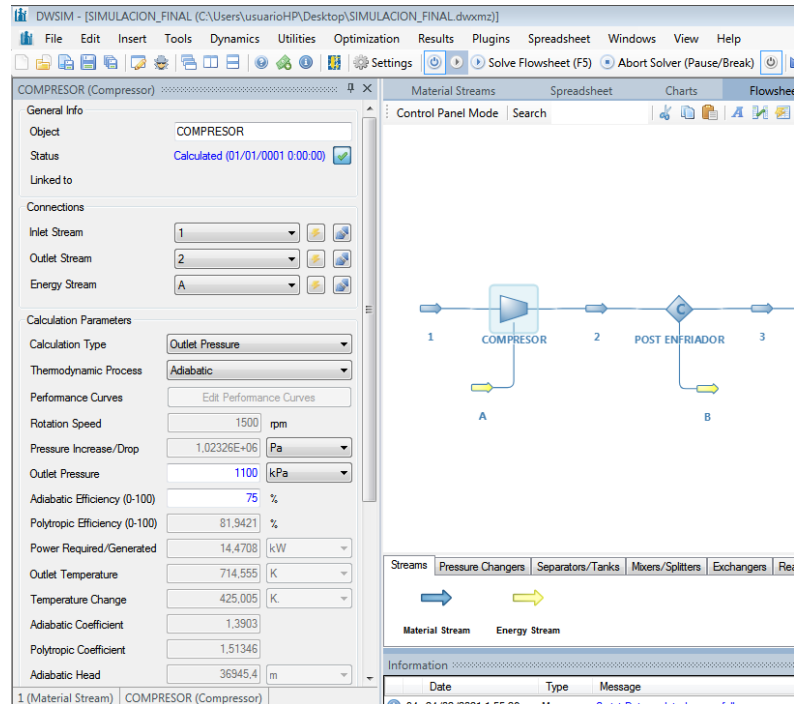 DWSIM - [SIMULACION_FINAL (C:\Users\usuarioHP\Desktop\SIMULACION_FINAL.dwxmz)]
File Edit Insert Tools Dynamics Utilities Optimization Results Plugins Spreadsheet Windows View Help
Settings Solve Flowsheet (F5) Abort Solver (Pause/Break)
COMPRESOR (Compressor)
General Info
Object COMPRESOR
Status Calculated (01/01/0001 0:00:00)
Linked to
Connections
Inlet Stream 1
Outlet Stream 2
Energy Stream A
Calculation Parameters
Calculation Type Outlet Pressure
Thermodynamic Process Adiabatic
Performance Curves Edit Performance Curves
Rotation Speed 1500 rpm
Pressure Increase/Drop 1,02326E+06 Pa
Outlet Pressure 1100 kPa
Adiabatic Efficiency (0-100) 75 %
Polytropic Efficiency (0-100) 81,9421 %
Power Required/Generated 14,4708 kW
Outlet Temperature 714,555 K
Temperature Change 425,005 K.
Adiabatic Coefficient 1,3903
Polytropic Coefficient 1,51346
Adiabatic Head 36945,4 m
1 (Material Stream) COMPRESOR (Compressor)
Material Streams Spreadsheet Charts
Control Panel Mode Search A
C
1 COMPRESOR 2 POST ENFRIADOR 3
A B
Streams Pressure Changers Separators/Tanks Mixers/Splitters Exchangers
Material Stream Energy Stream
Information
Date Type Message